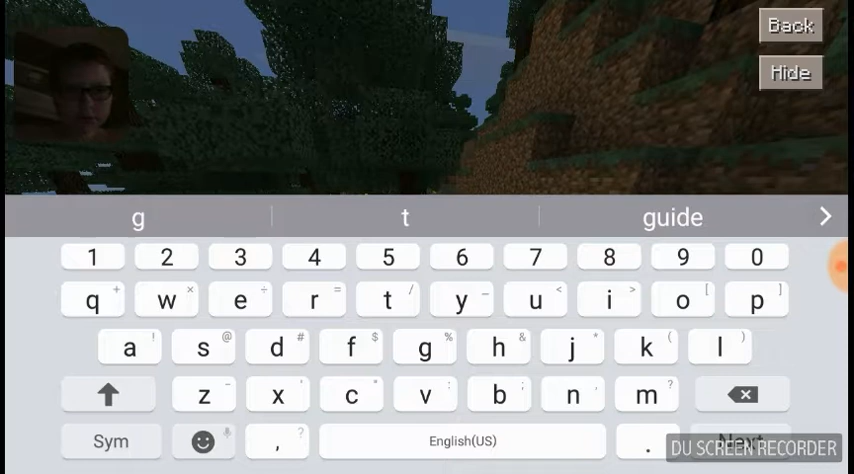 Back
Hide
g t guide
1 2 3 4 5 6 7 8 9 0
q + w × e ÷ r = t / y _ u < i > o [ p ]
a ! s @ d # f $ g % h & j * k ( l )
z - x ' c " v : b ; n , m ?
Sym , ? English(US) . Next
DU SCREEN RECORDER